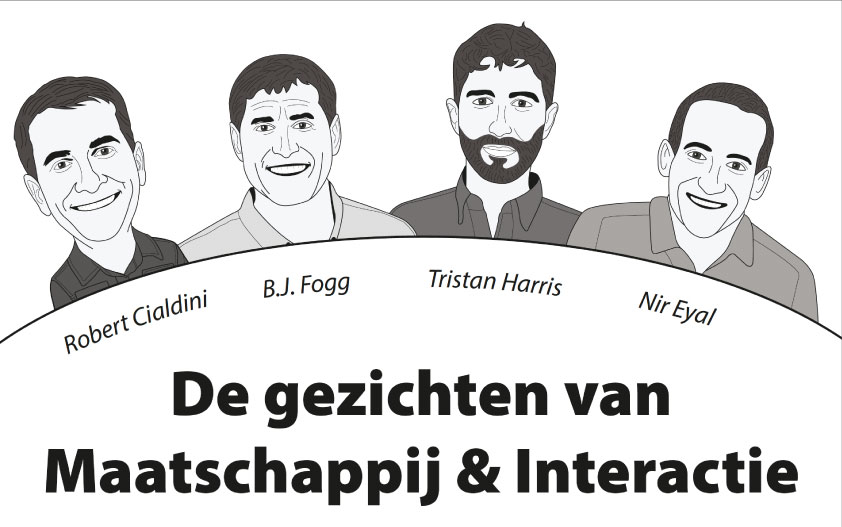 Robert Cialdini
B.J. Fogg
Tristan Harris
Nir Eyal
De gezichten van
Maatschappij & Interactie